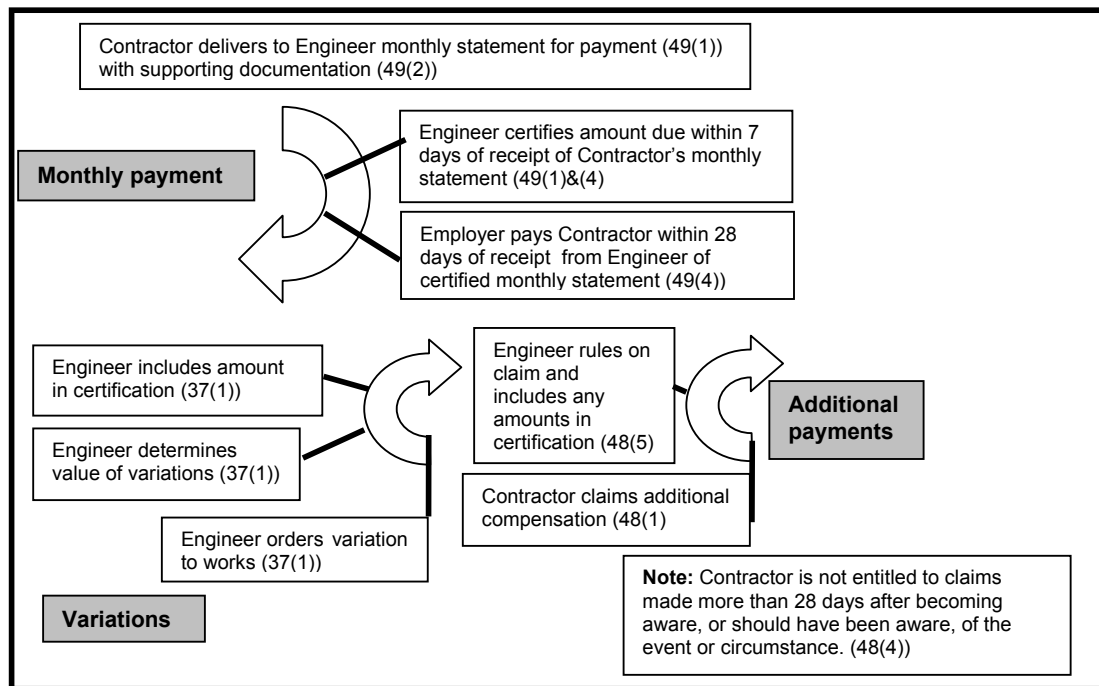 Contractor delivers to Engineer monthly statement for payment (49(1))
with supporting documentation (49(2))
Monthly payment
Engineer certifies amount due within 7
days of receipt of Contractor’s monthly
statement (49(1)&(4)
Employer pays Contractor within 28
days of receipt from Engineer of
certified monthly statement (49(4))
Engineer includes amount
in certification (37(1))
Engineer determines
value of variations (37(1))
Engineer orders variation
to works (37(1))
Variations
Engineer rules on
claim and
includes any
amounts in
certification (48(5)
Contractor claims additional
compensation (48(1)
Additional
payments
Note: Contractor is not entitled to claims
made more than 28 days after becoming
aware, or should have been aware, of the
event or circumstance. (48(4))